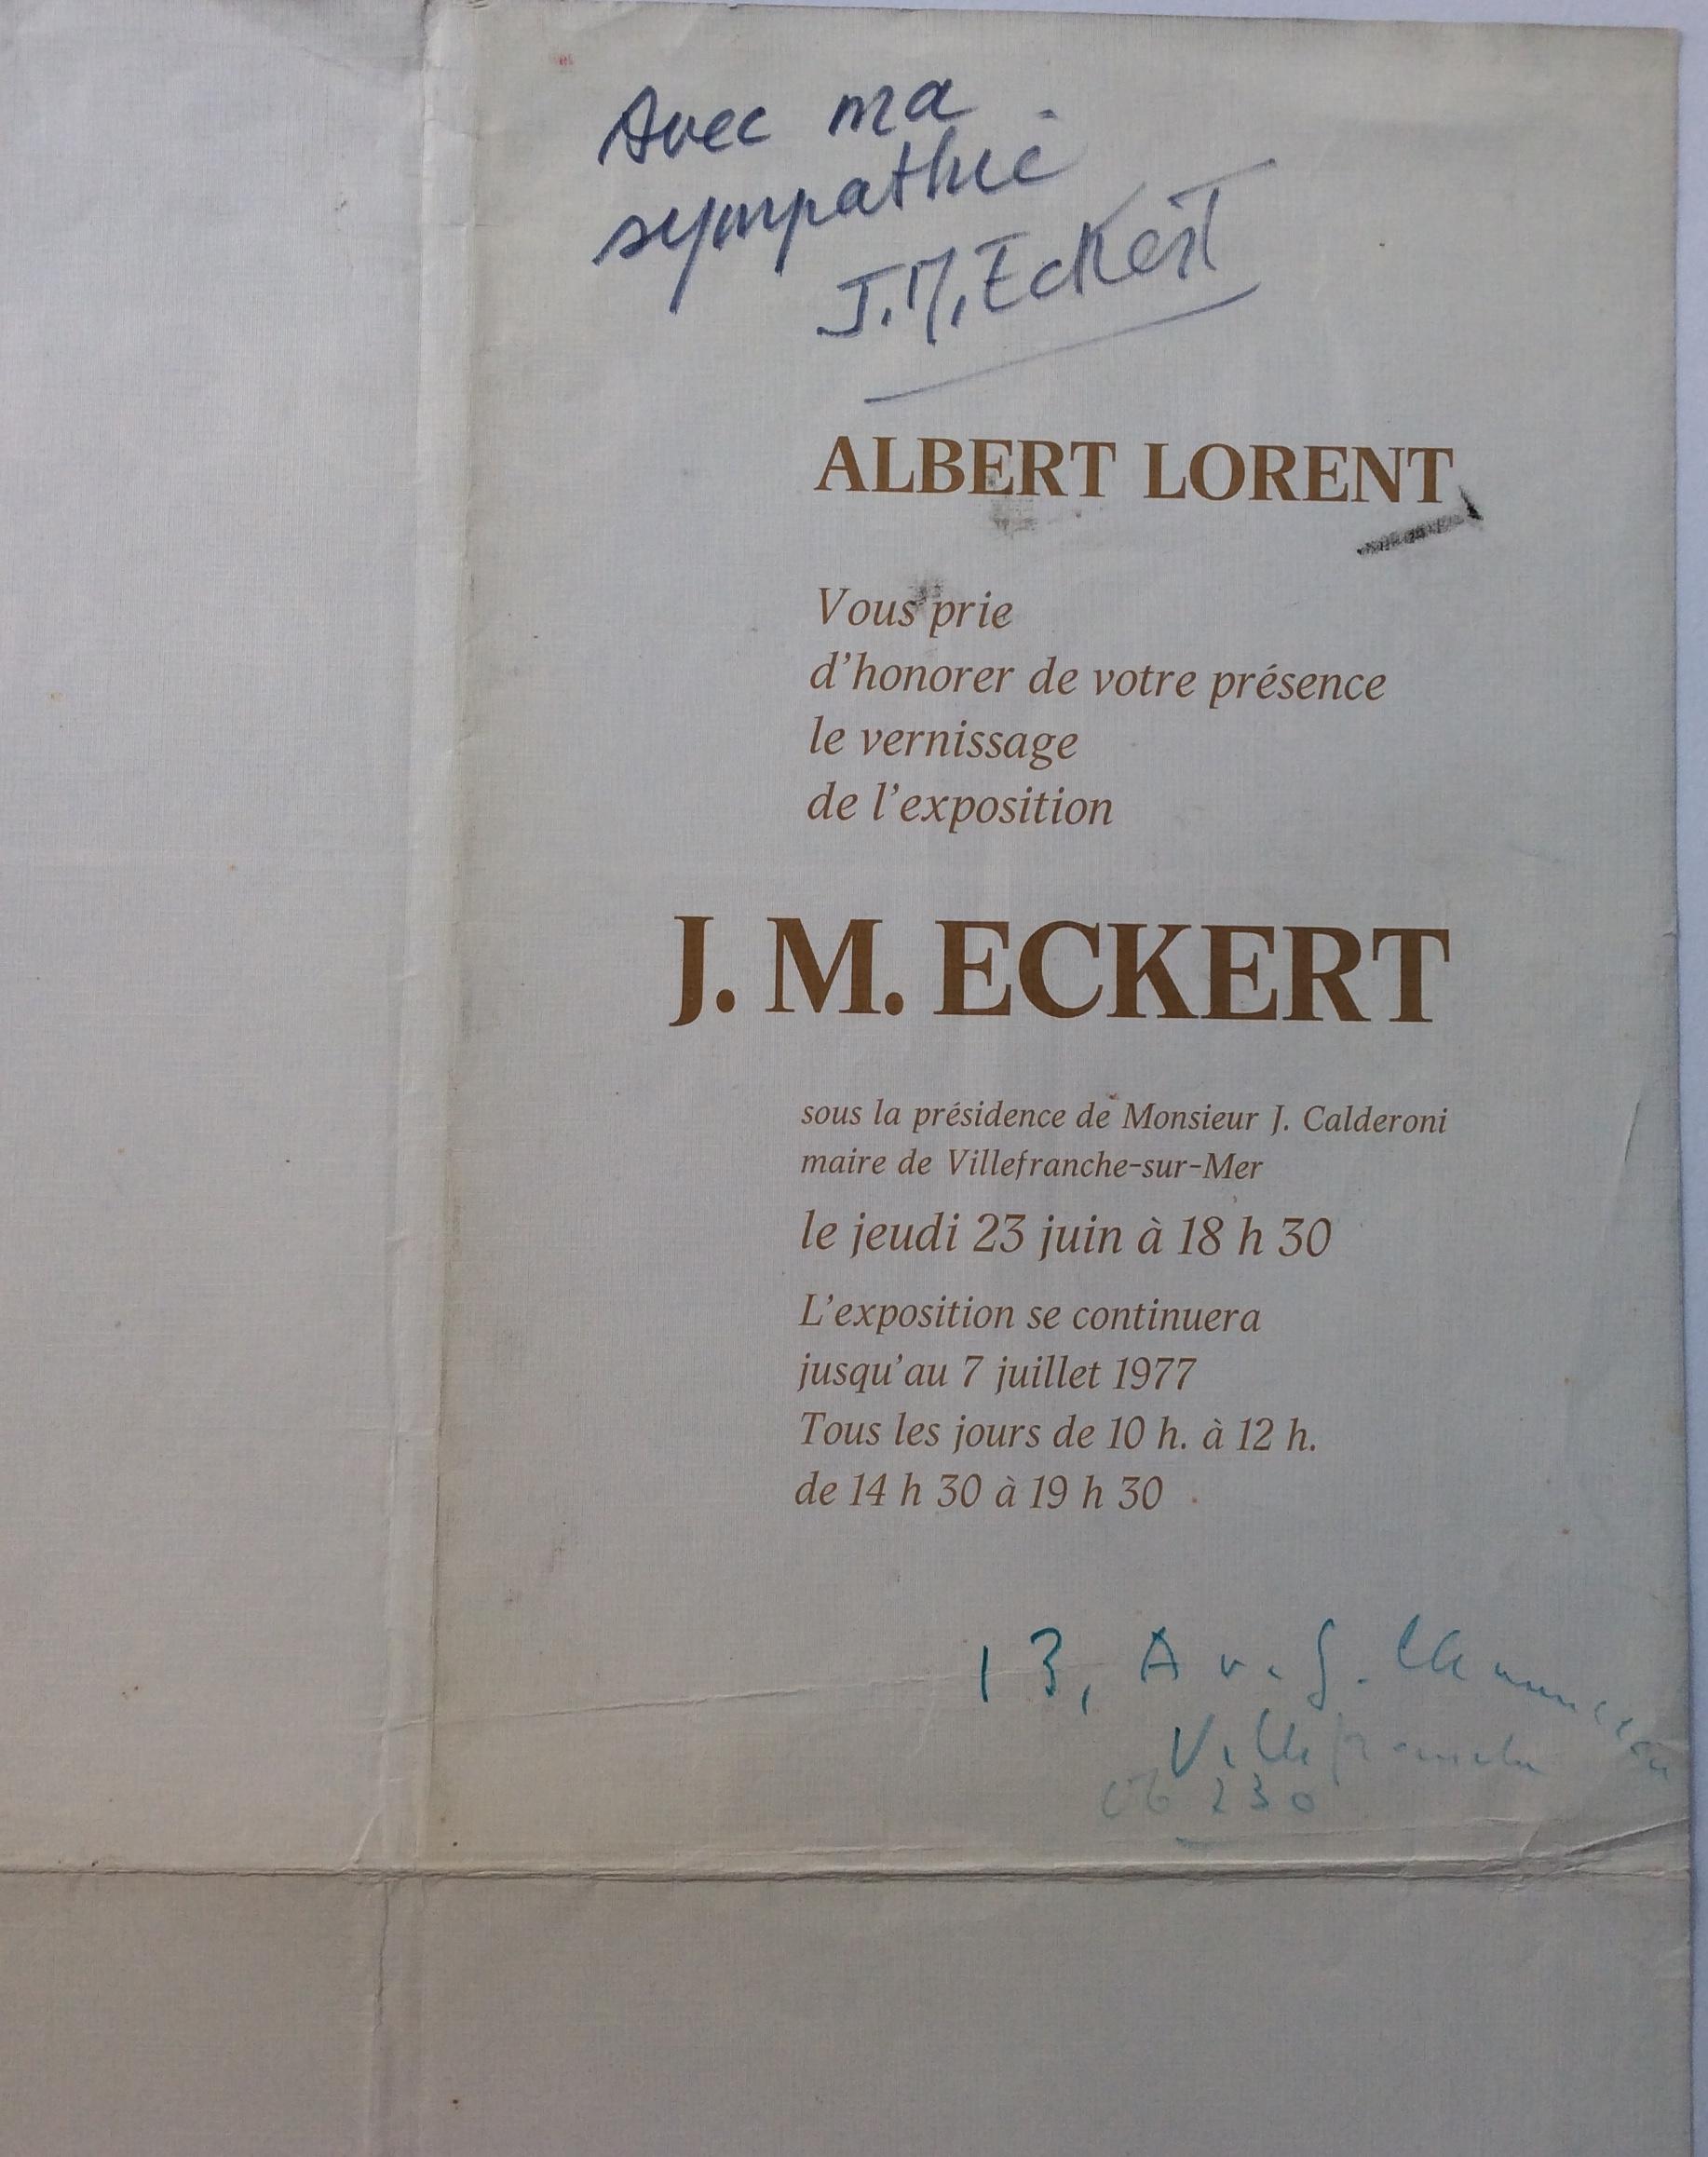 Avec ma
sympathie
J.M. Eckert
ALBERT LORENT
Vous prie
d'honorer de votre présence
le vernissage
de l'exposition
J. M. ECKERT
sous la présidence de Monsieur J. Calderoni
maire de Villefranche-sur-Mer
le jeudi 23 juin à 18 h 30
L'exposition se continuera
jusqu'au 7 juillet 1977
Tous les jours de 10 h. à 12 h.
de 14 h 30 à 19 h 30
13, Av. G.
Villefranche
06230